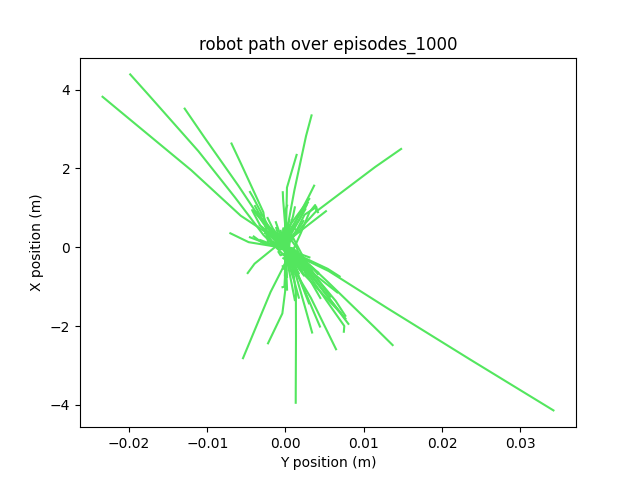 robot path over episodes_1000
X position (m)
4
2
0
−2
−4
−0.02 −0.01 0.00 0.01 0.02 0.03
Y position (m)